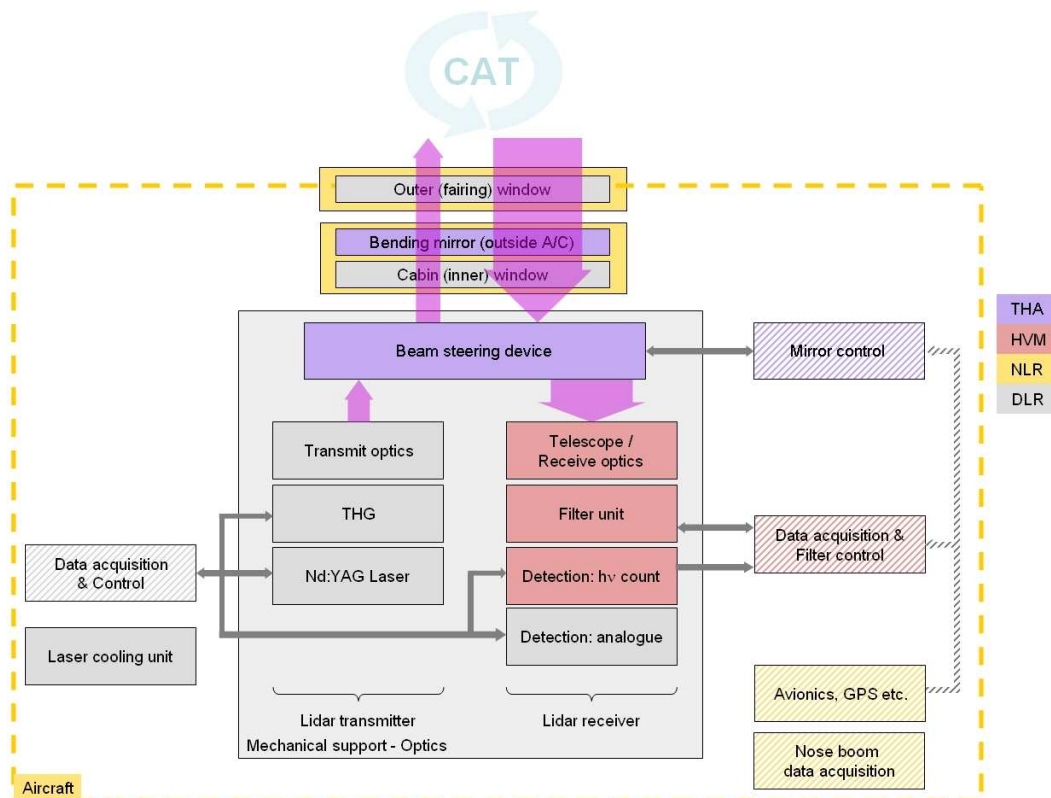 CAT
Outer (fairing) window
Bending mirror (outside A/C)
Cabin (inner) window
Beam steering device
Mirror control
THA
HVM
NLR
DLR
Transmit optics
Telescope /
Receive optics
THG
Filter unit
Data acquisition &
Filter control
Data acquisition
& Control
Nd:YAG Laser
Detection: hν count
Detection: analogue
Laser cooling unit
Avionics, GPS etc.
Lidar transmitter
Lidar receiver
Mechanical support - Optics
Nose boom
data acquisition
Aircraft